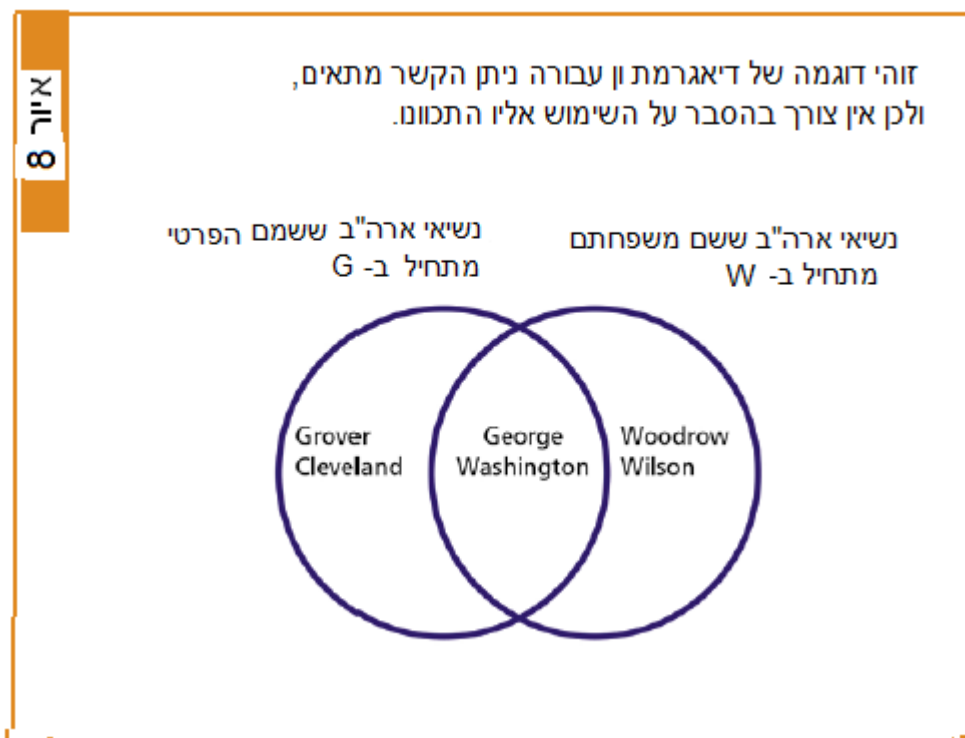 איור 8
זוהי דוגמה של דיאגרמת ון עבורה ניתן הקשר מתאים,
ולכן אין צורך בהסבר על השימוש אליו התכוונו.
נשיאי ארה"ב ששם משפחתם
מתחיל ב- W
נשיאי ארה"ב ששמם הפרטי
מתחיל ב- G
Grover
Cleveland
George
Washington
Woodrow
Wilson